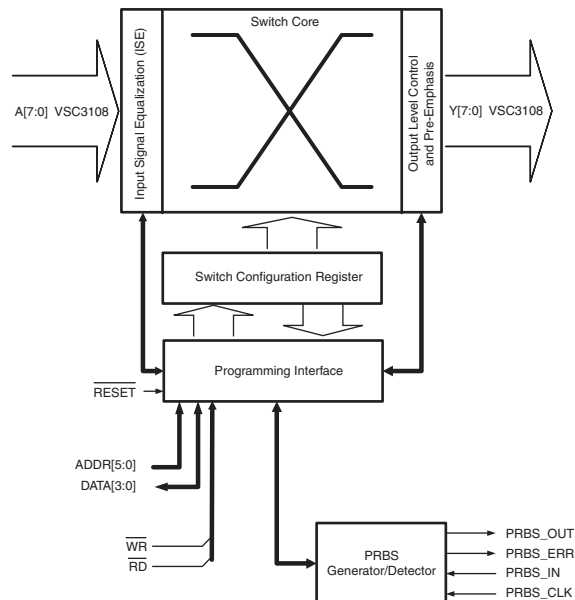 Switch Core
Input Signal Equalization (ISE)
Output Level Control
and Pre-Emphasis
A[7:0] VSC3108
Y[7:0] VSC3108
Switch Configuration Register
Programming Interface
RESET
ADDR[5:0]
DATA[3:0]
WR
RD
PRBS
Generator/Detector
PRBS_OUT
PRBS_ERR
PRBS_IN
PRBS_CLK